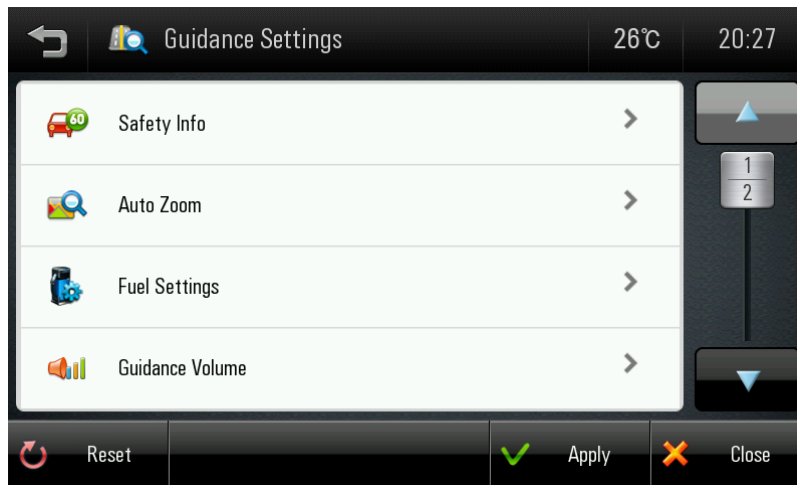 Guidance Settings 26℃ 20:27
60 Safety Info
1
2
Auto Zoom
Fuel Settings
Guidance Volume
Reset Apply Close